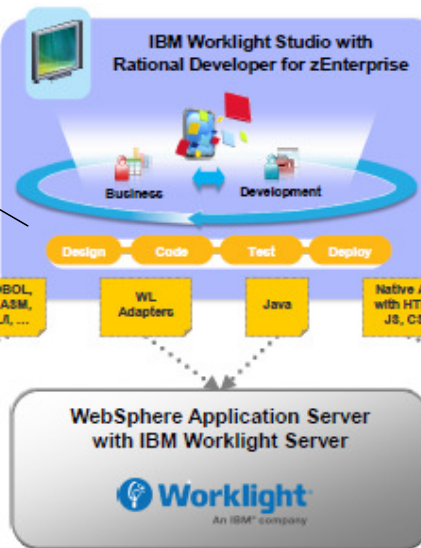 IBM Worklight Studio with
Rational Developer for zEnterprise
Business
Development
Design
Code
Test
Deploy
WL
Adapters
Java
with
WebSphere Application Server
with IBM Worklight Server
Worklight
An IBM® company